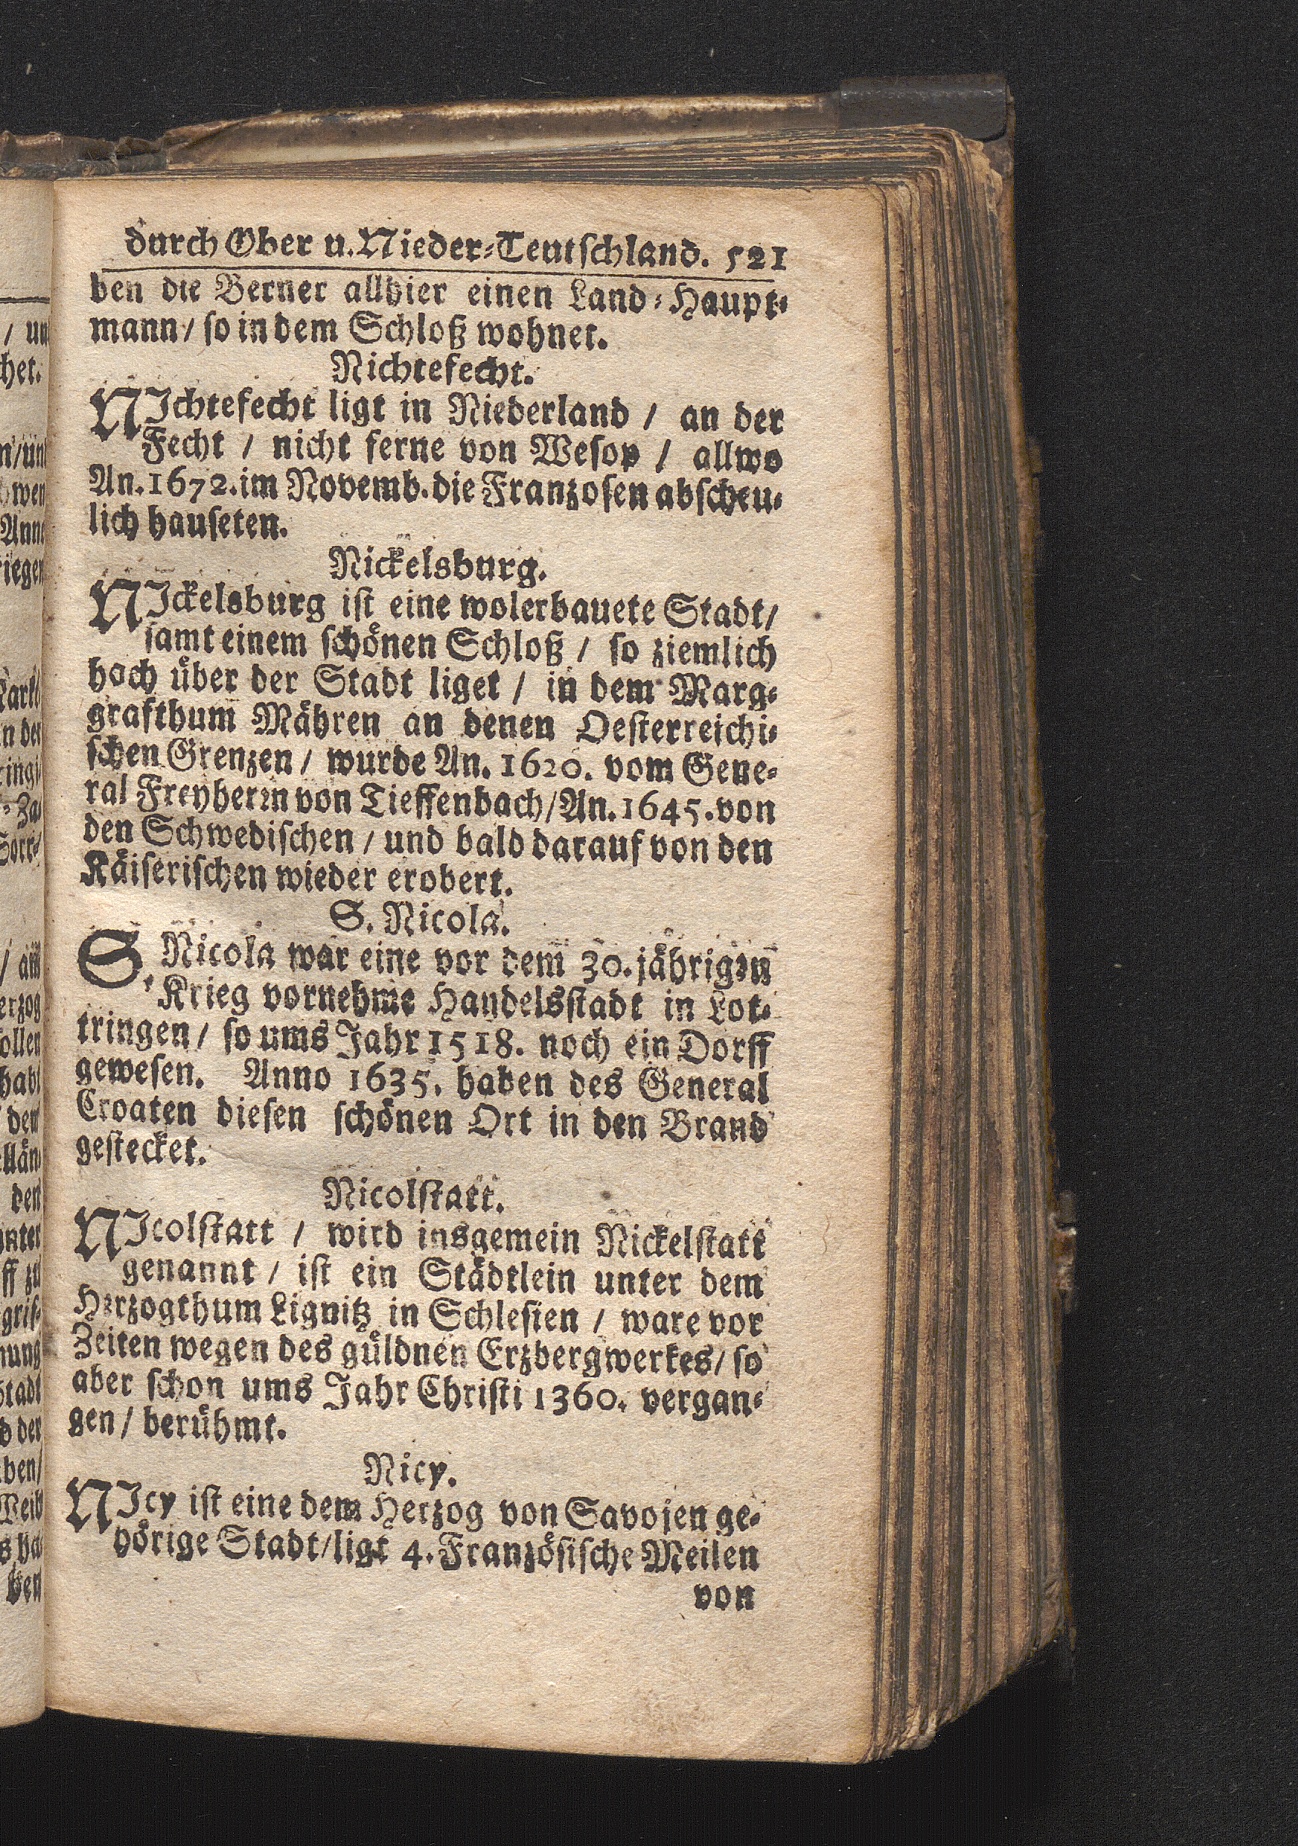 durch Ober u. Nieder-Teutschland. 521
ben die Berner allhier einen Land-Haupt-
mann / so in dem Schloß wohnet.
Nichtefecht.
NIchtefecht ligt in Niederland / an der
Fecht / nicht ferne von Wesop / allwo
An. 1672. im Novemb. die Franzosen abscheu-
lich hauseten.
Nickelsburg.
NIckelsburg ist eine wolerbauete Stadt /
samt einem schönen Schloß / so ziemlich
hoch über der Stadt liget / in dem Marg-
grafthum Mähren an denen Oesterreichi-
schen Grenzen / wurde An. 1620. vom Gene-
ral Freyherrn von Tieffenbach / An. 1645. von
den Schwedischen / und bald darauf von den
Käiserischen wieder erobert.
S. Nicola.
S. Nicola war eine vor dem 30. jährigen
Krieg vornehme Handelsstadt in Lot-
tringen / so ums Jahr 1518. noch ein Dorff
gewesen. Anno 1635. haben des General
Croaten diesen schönen Ort in den Brand
gestecket.
Nicolstatt.
NIcolstatt / wird insgemein Nickelstatt
genannt / ist ein Städtlein unter dem
Herzogthum Lignitz in Schlesien / ware vor
Zeiten wegen des güldnen Erzbergwerkes / so
aber schon ums Jahr Christi 1360. vergan-
gen / berühmt.
Nicy.
NIcy ist eine dem Herzog von Savojen ge-
hörige Stadt / ligt 4. Französische Meilen
von